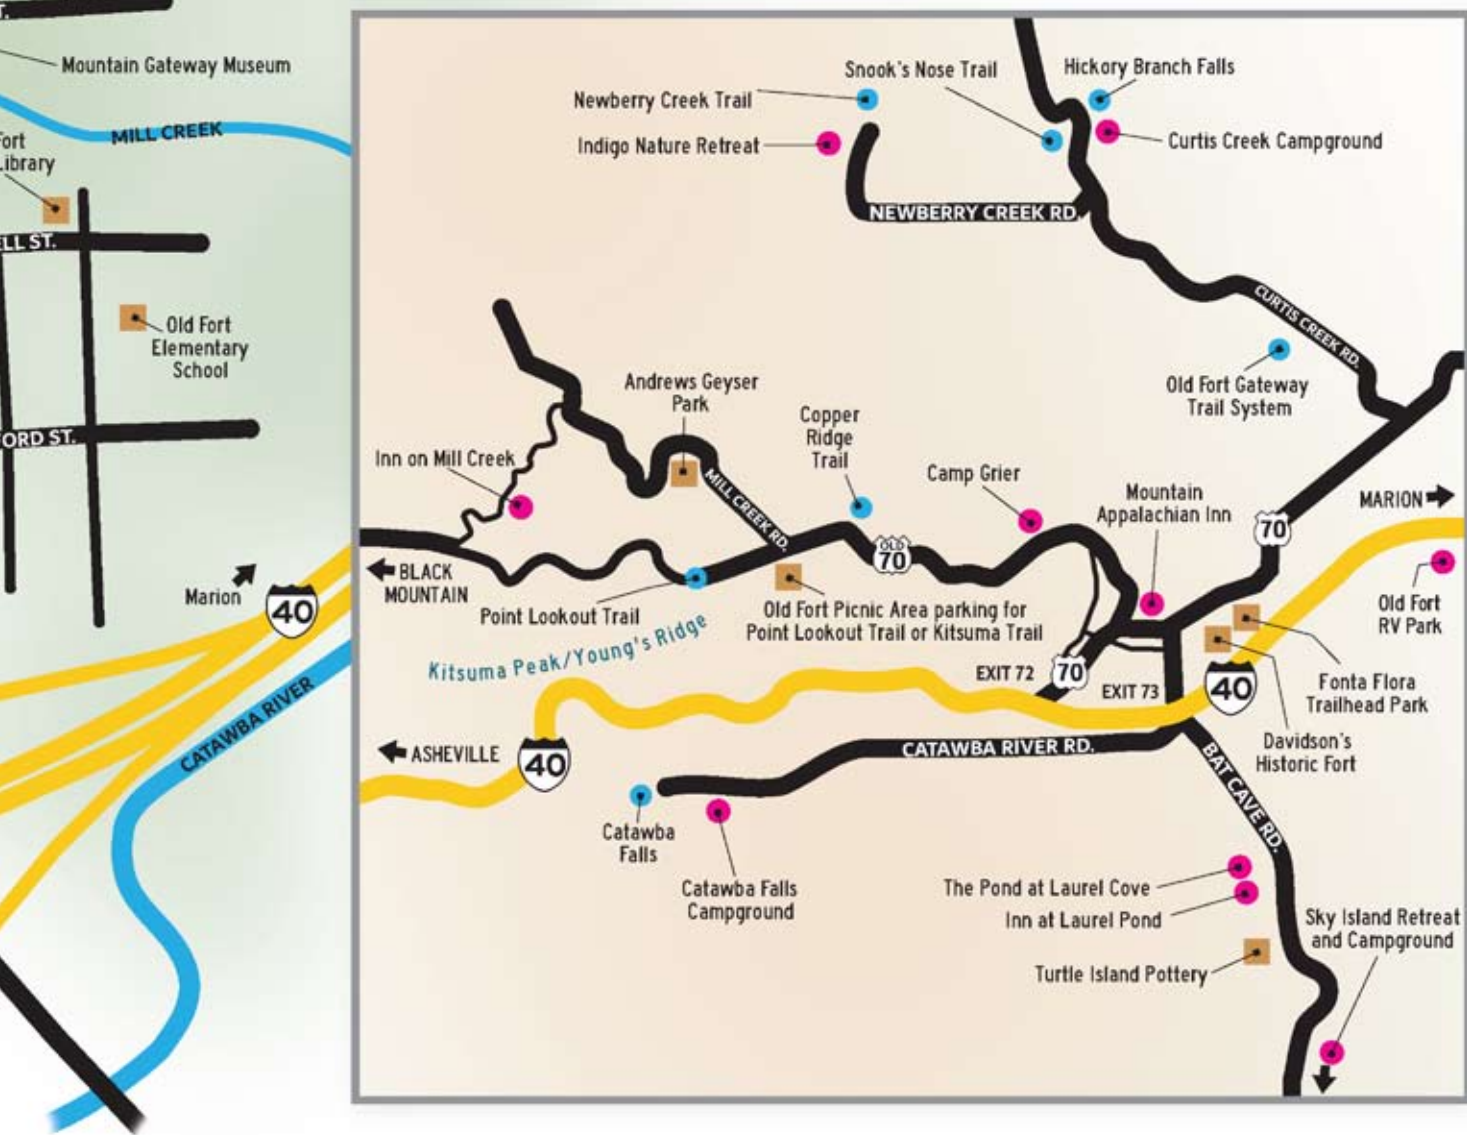 Mountain Gateway Museum
MILL CREEK
Fort
Library
ELL ST.
Old Fort
Elementary
School
FORD ST.
Marion
40
CATAWBA RIVER
Snook's Nose Trail
Hickory Branch Falls
Newberry Creek Trail
Indigo Nature Retreat
Curtis Creek Campground
NEWBERRY CREEK RD.
CURTIS CREEK RD.
Old Fort Gateway
Trail System
Andrews Geyser
Park
Copper
Ridge
Trail
Inn on Mill Creek
MILL CREEK RD.
Camp Grier
Mountain
Appalachian Inn
MARION
70
OLD
70
BLACK
MOUNTAIN
Point Lookout Trail
Old Fort Picnic Area parking for
Point Lookout Trail or Kitsuma Trail
Old Fort
RV Park
Kitsuma Peak/Young's Ridge
EXIT 72
70
EXIT 73
40
Fonta Flora
Trailhead Park
Davidson's
Historic Fort
ASHEVILLE
40
CATAWBA RIVER RD.
BAT CAVE RD.
Catawba
Falls
Catawba Falls
Campground
The Pond at Laurel Cove
Inn at Laurel Pond
Turtle Island Pottery
Sky Island Retreat
and Campground